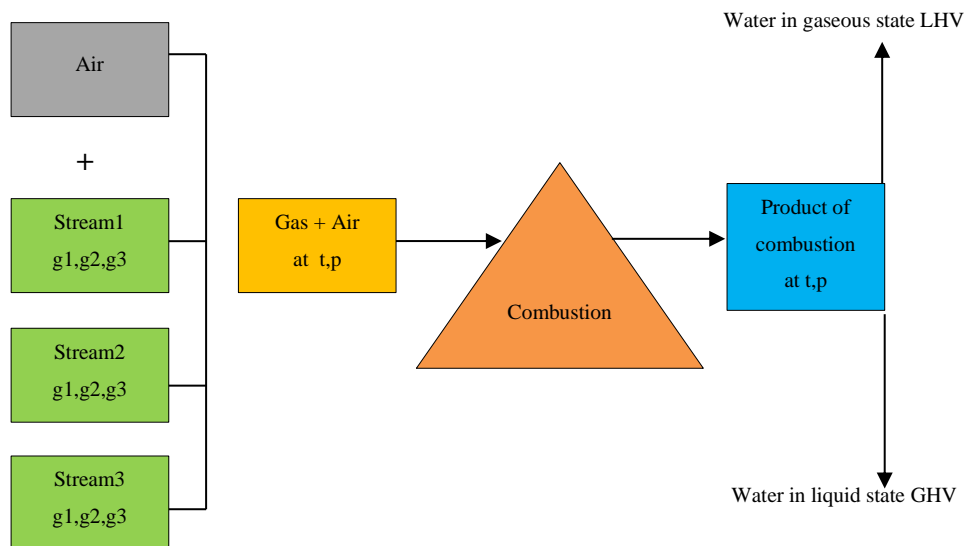 Water in gaseous state LHV
Air
+
Stream1
g1,g2,g3
Gas + Air
at t,p
Product of
combustion
at t,p
Combustion
Stream2
g1,g2,g3
Stream3
g1,g2,g3
Water in liquid state GHV